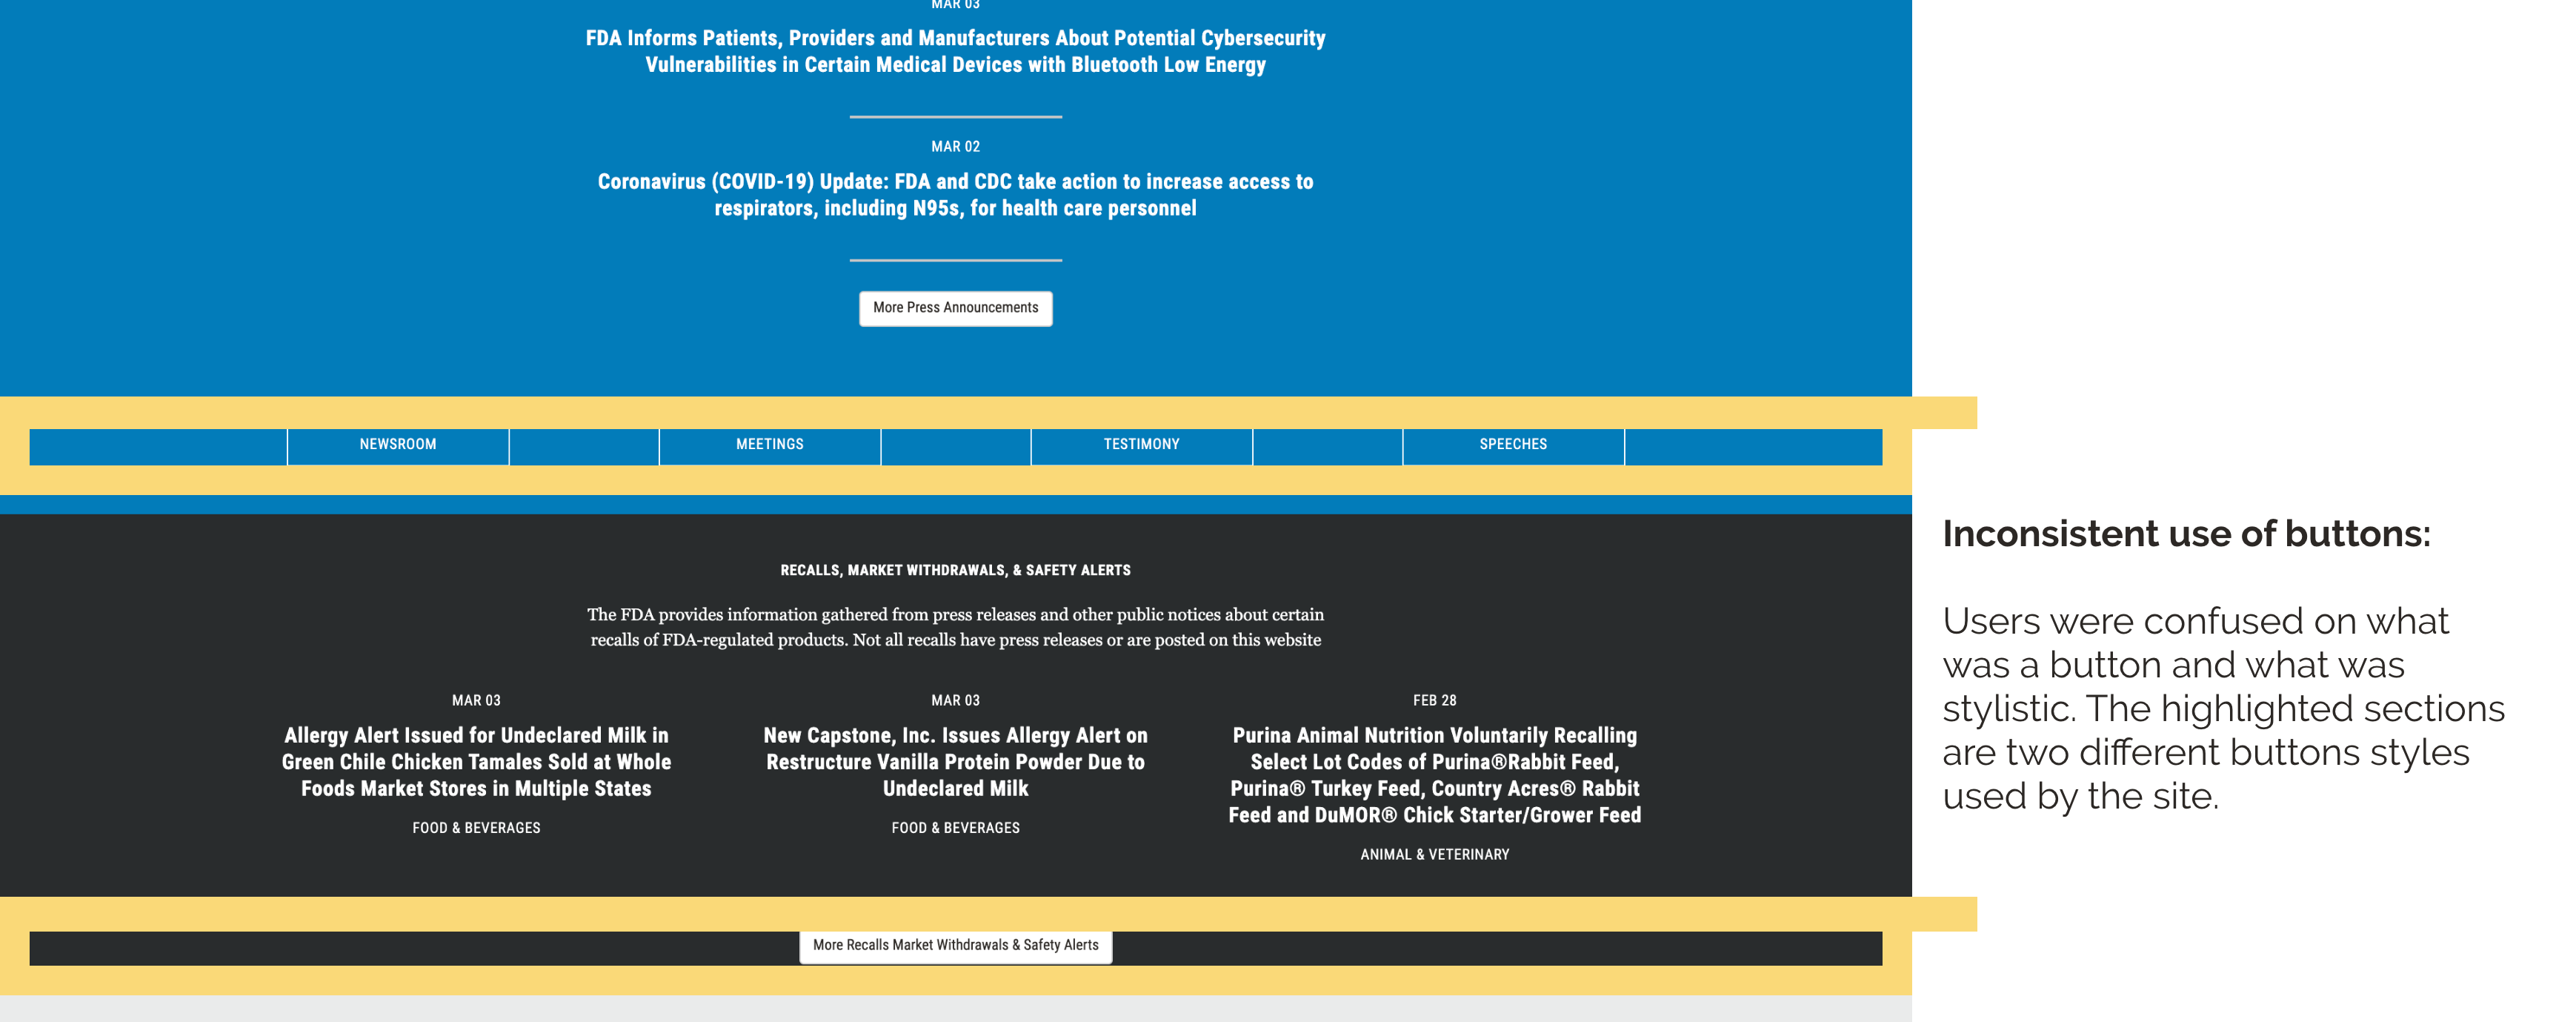 MAR 03
FDA Informs Patients, Providers and Manufacturers About Potential Cybersecurity
Vulnerabilities in Certain Medical Devices with Bluetooth Low Energy
MAR 02
Coronavirus (COVID-19) Update: FDA and CDC take action to increase access to
respirators, including N95s, for health care personnel
More Press Announcements
NEWSROOM
MEETINGS
TESTIMONY
SPEECHES
RECALLS, MARKET WITHDRAWALS, & SAFETY ALERTS
The FDA provides information gathered from press releases and other public notices about certain
recalls of FDA-regulated products. Not all recalls have press releases or are posted on this website
MAR 03
Allergy Alert Issued for Undeclared Milk in
Green Chile Chicken Tamales Sold at Whole
Foods Market Stores in Multiple States
FOOD & BEVERAGES
MAR 03
New Capstone, Inc. Issues Allergy Alert on
Restructure Vanilla Protein Powder Due to
Undeclared Milk
FOOD & BEVERAGES
FEB 28
Purina Animal Nutrition Voluntarily Recalling
Select Lot Codes of Purina®Rabbit Feed,
Purina® Turkey Feed, Country Acres® Rabbit
Feed and DuMOR® Chick Starter/Grower Feed
ANIMAL & VETERINARY
More Recalls Market Withdrawals & Safety Alerts
Inconsistent use of buttons:
Users were confused on what
was a button and what was
stylistic. The highlighted sections
are two different buttons styles
used by the site.